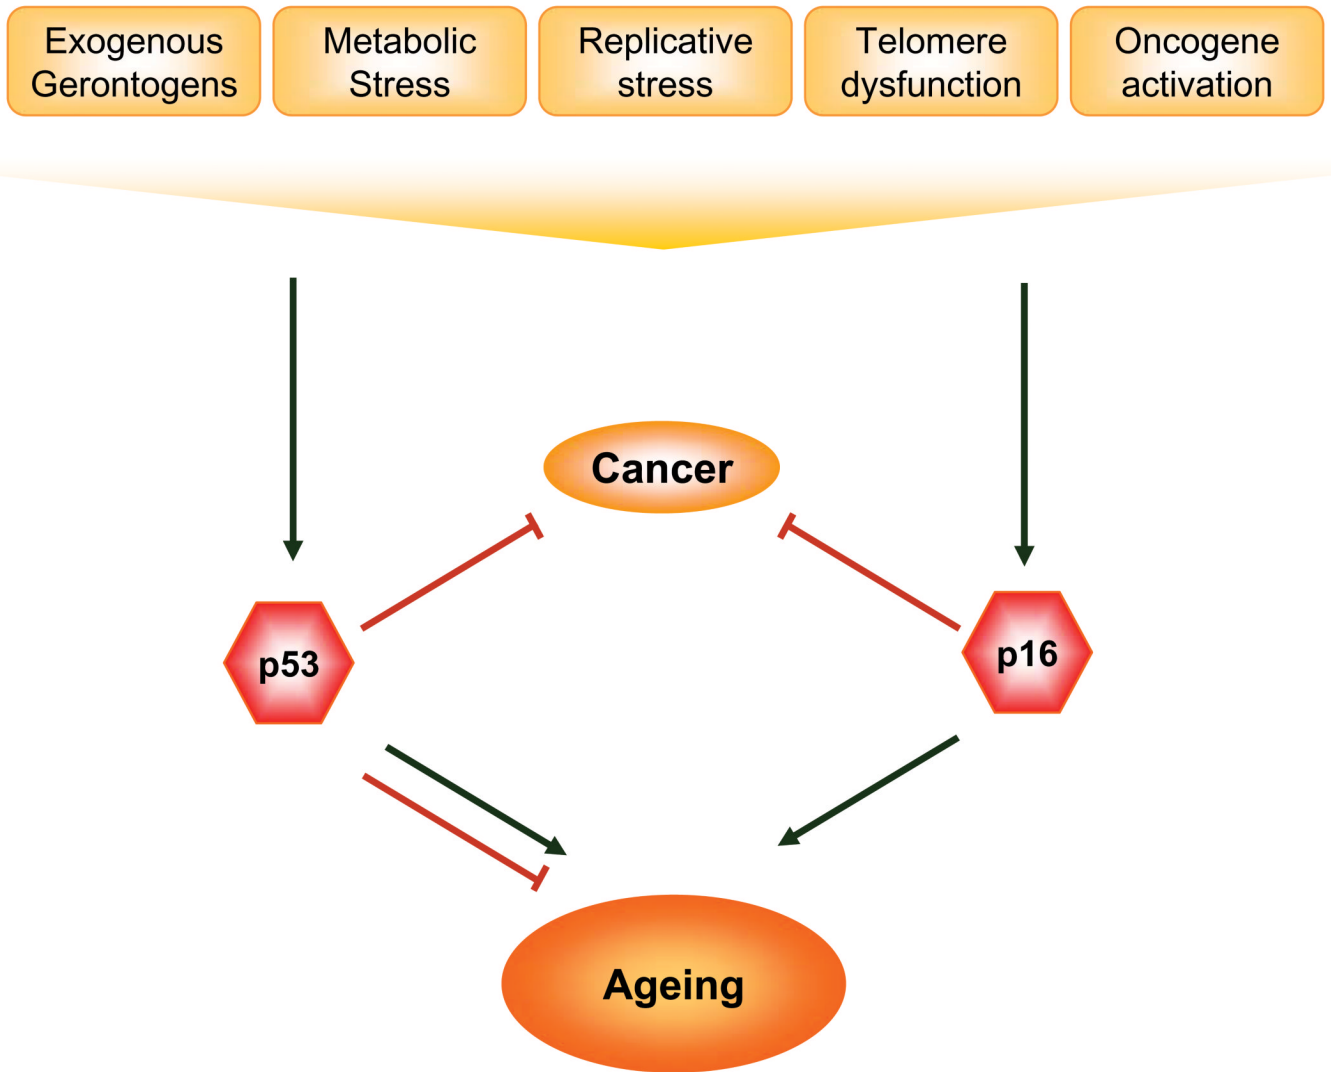 Exogenous
Gerontogens
Metabolic
Stress
Replicative
stress
Telomere
dysfunction
Oncogene
activation
Cancer
p53
p16
Ageing